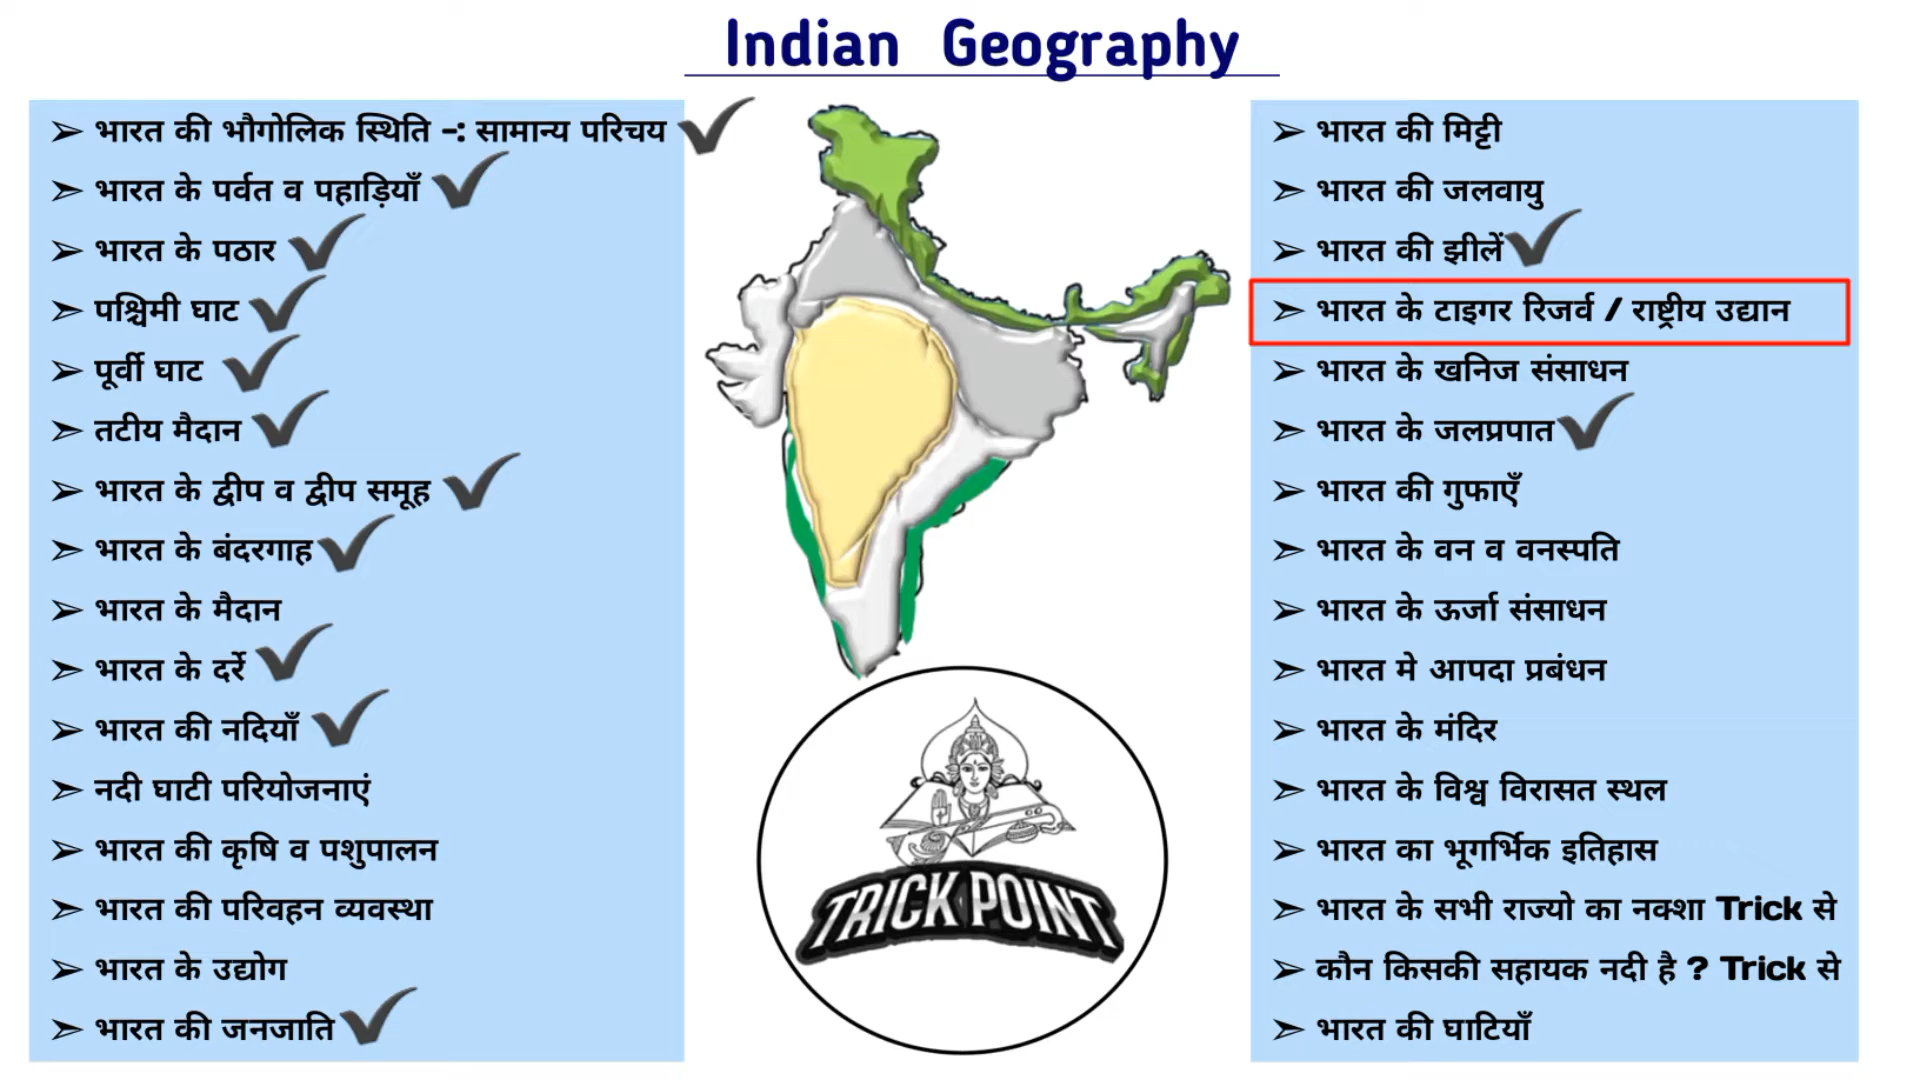 Indian Geography
➢ भारत की भौगोलिक स्थिति -: सामान्य परिचय
➢ भारत के पर्वत व पहाड़ियाँ
➢ भारत के पठार
➢ पश्चिमी घाट
➢ पूर्वी घाट
➢ तटीय मैदान
➢ भारत के द्वीप व द्वीप समूह
➢ भारत के बंदरगाह
➢ भारत के मैदान
➢ भारत के दर्रे
➢ भारत की नदियाँ
➢ नदी घाटी परियोजनाएं
➢ भारत की कृषि व पशुपालन
➢ भारत की परिवहन व्यवस्था
➢ भारत के उद्योग
➢ भारत की जनजाति
TRICK POINT
➢ भारत की मिट्टी
➢ भारत की जलवायु
➢ भारत की झीलें
➢ भारत के टाइगर रिजर्व / राष्ट्रीय उद्यान
➢ भारत के खनिज संसाधन
➢ भारत के जलप्रपात
➢ भारत की गुफाएँ
➢ भारत के वन व वनस्पति
➢ भारत के ऊर्जा संसाधन
➢ भारत मे आपदा प्रबंधन
➢ भारत के मंदिर
➢ भारत के विश्व विरासत स्थल
➢ भारत का भूगर्भिक इतिहास
➢ भारत के सभी राज्यो का नक्शा Trick से
➢ कौन किसकी सहायक नदी है ? Trick से
➢ भारत की घाटियाँ